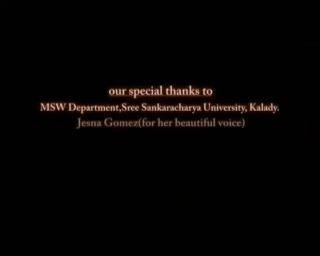 our special thanks to
MSW Department,Sree Sankaracharya University, Kalady.
Jesna Gomez(for her beautiful voice)